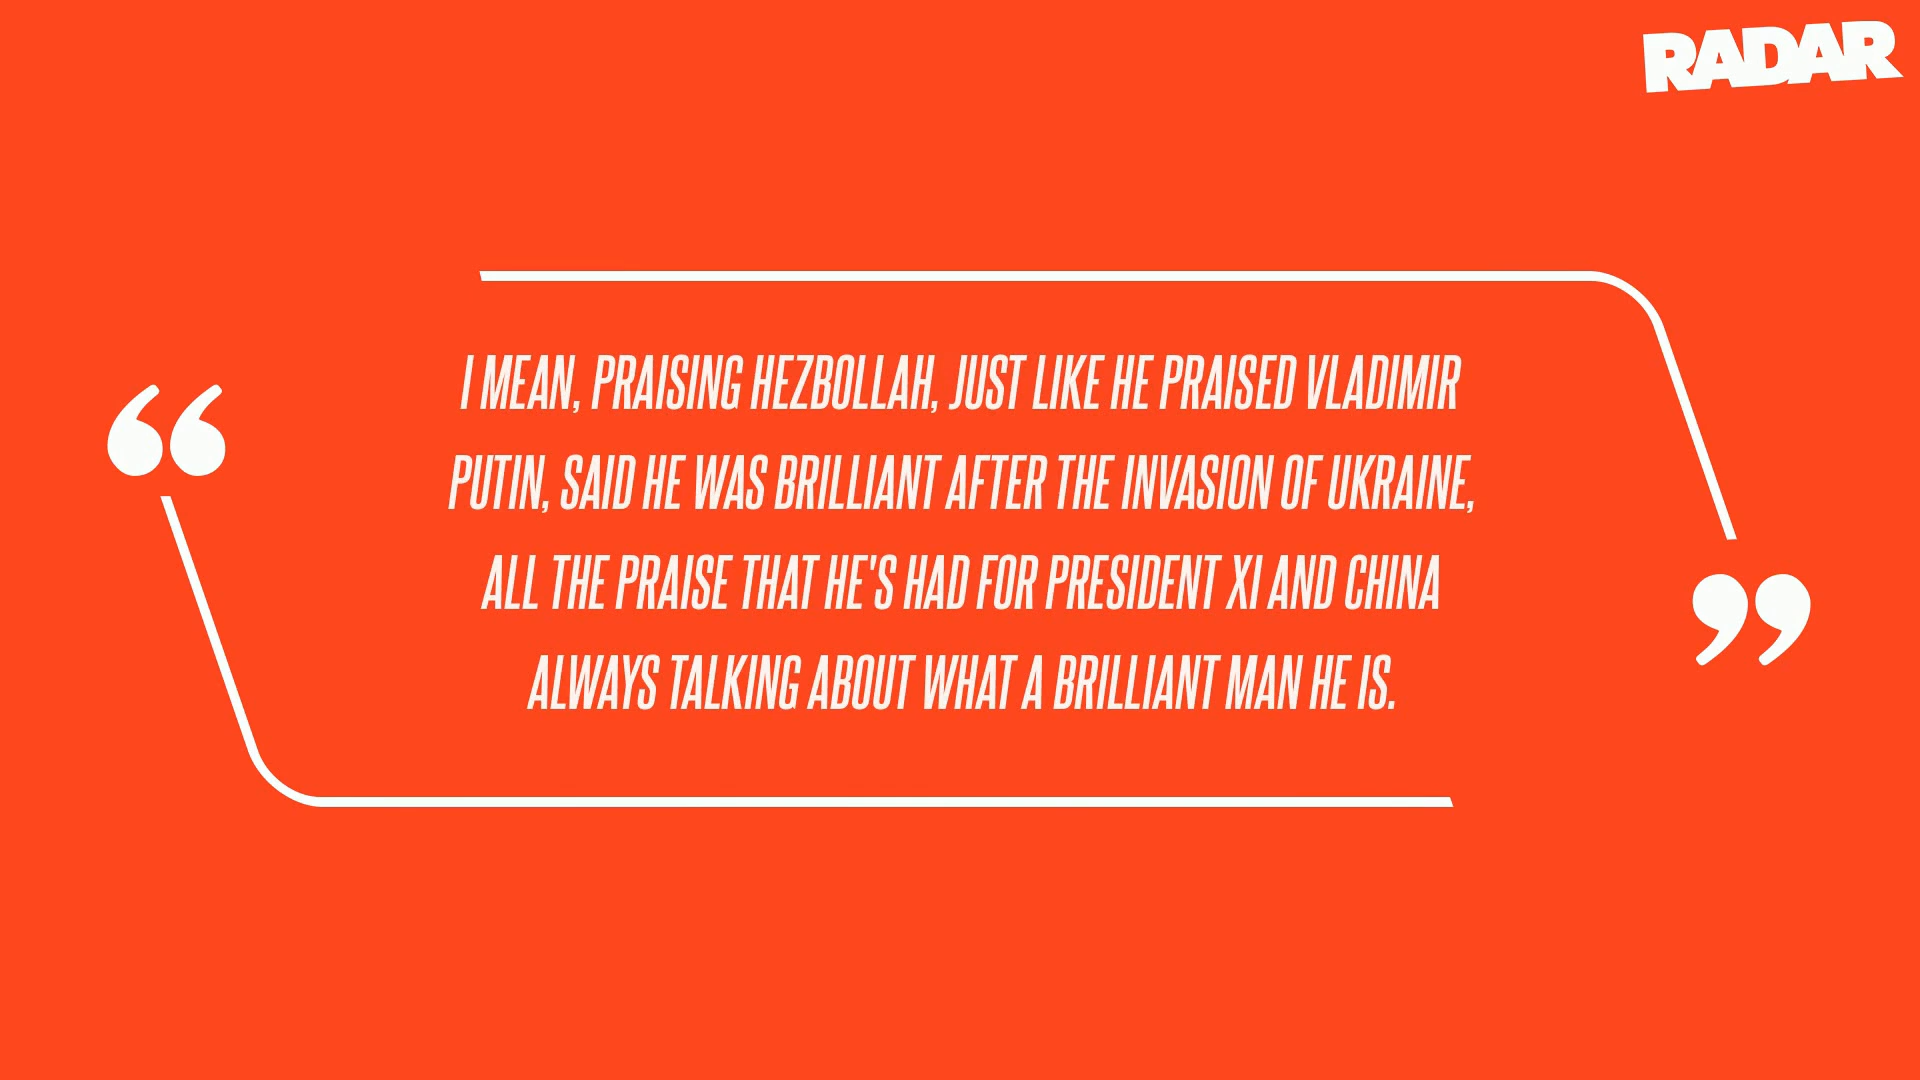 RADAR
I MEAN, PRAISING HEZBOLLAH, JUST LIKE HE PRAISED VLADIMIR
PUTIN, SAID HE WAS BRILLIANT AFTER THE INVASION OF UKRAINE,
ALL THE PRAISE THAT HE'S HAD FOR PRESIDENT XI AND CHINA
ALWAYS TALKING ABOUT WHAT A BRILLIANT MAN HE IS.